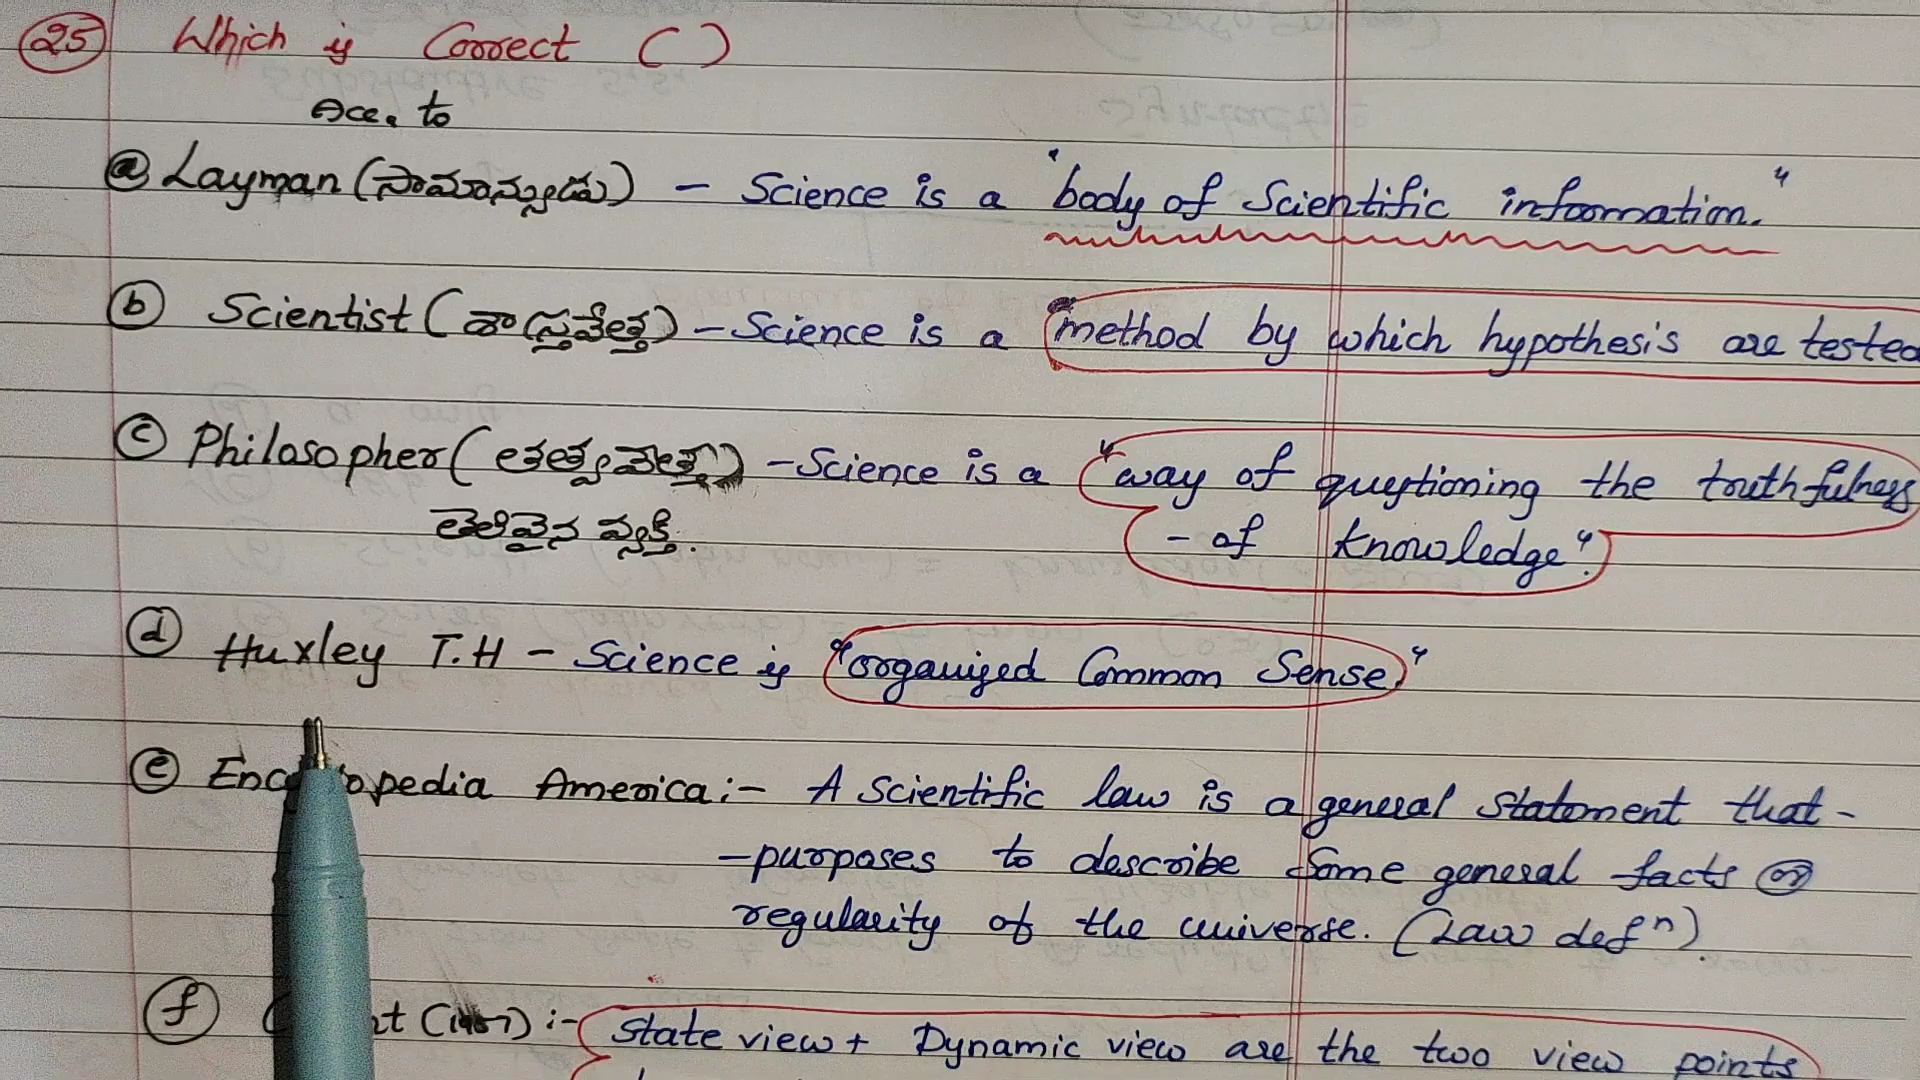 25 Which is Correct ( )
Acc. to
a Layman (సామాన్యుడు) - Science is a "body of Scientific information."
b Scientist (శాస్త్రవేత్త) - Science is a "method by which hypothesis are tested
c Philosopher (తత్వవేత్త) - Science is a "way of questioning the truthfulness
తెలివైన వ్యక్తి. - of knowledge".
d Huxley T.H - Science is "organized Common Sense."
e America :- A Scientific law is a general statement that -
- purposes to describe some general facts or
regularity of the universe. (Law defn).
f :- State view + Dynamic view are the two view points